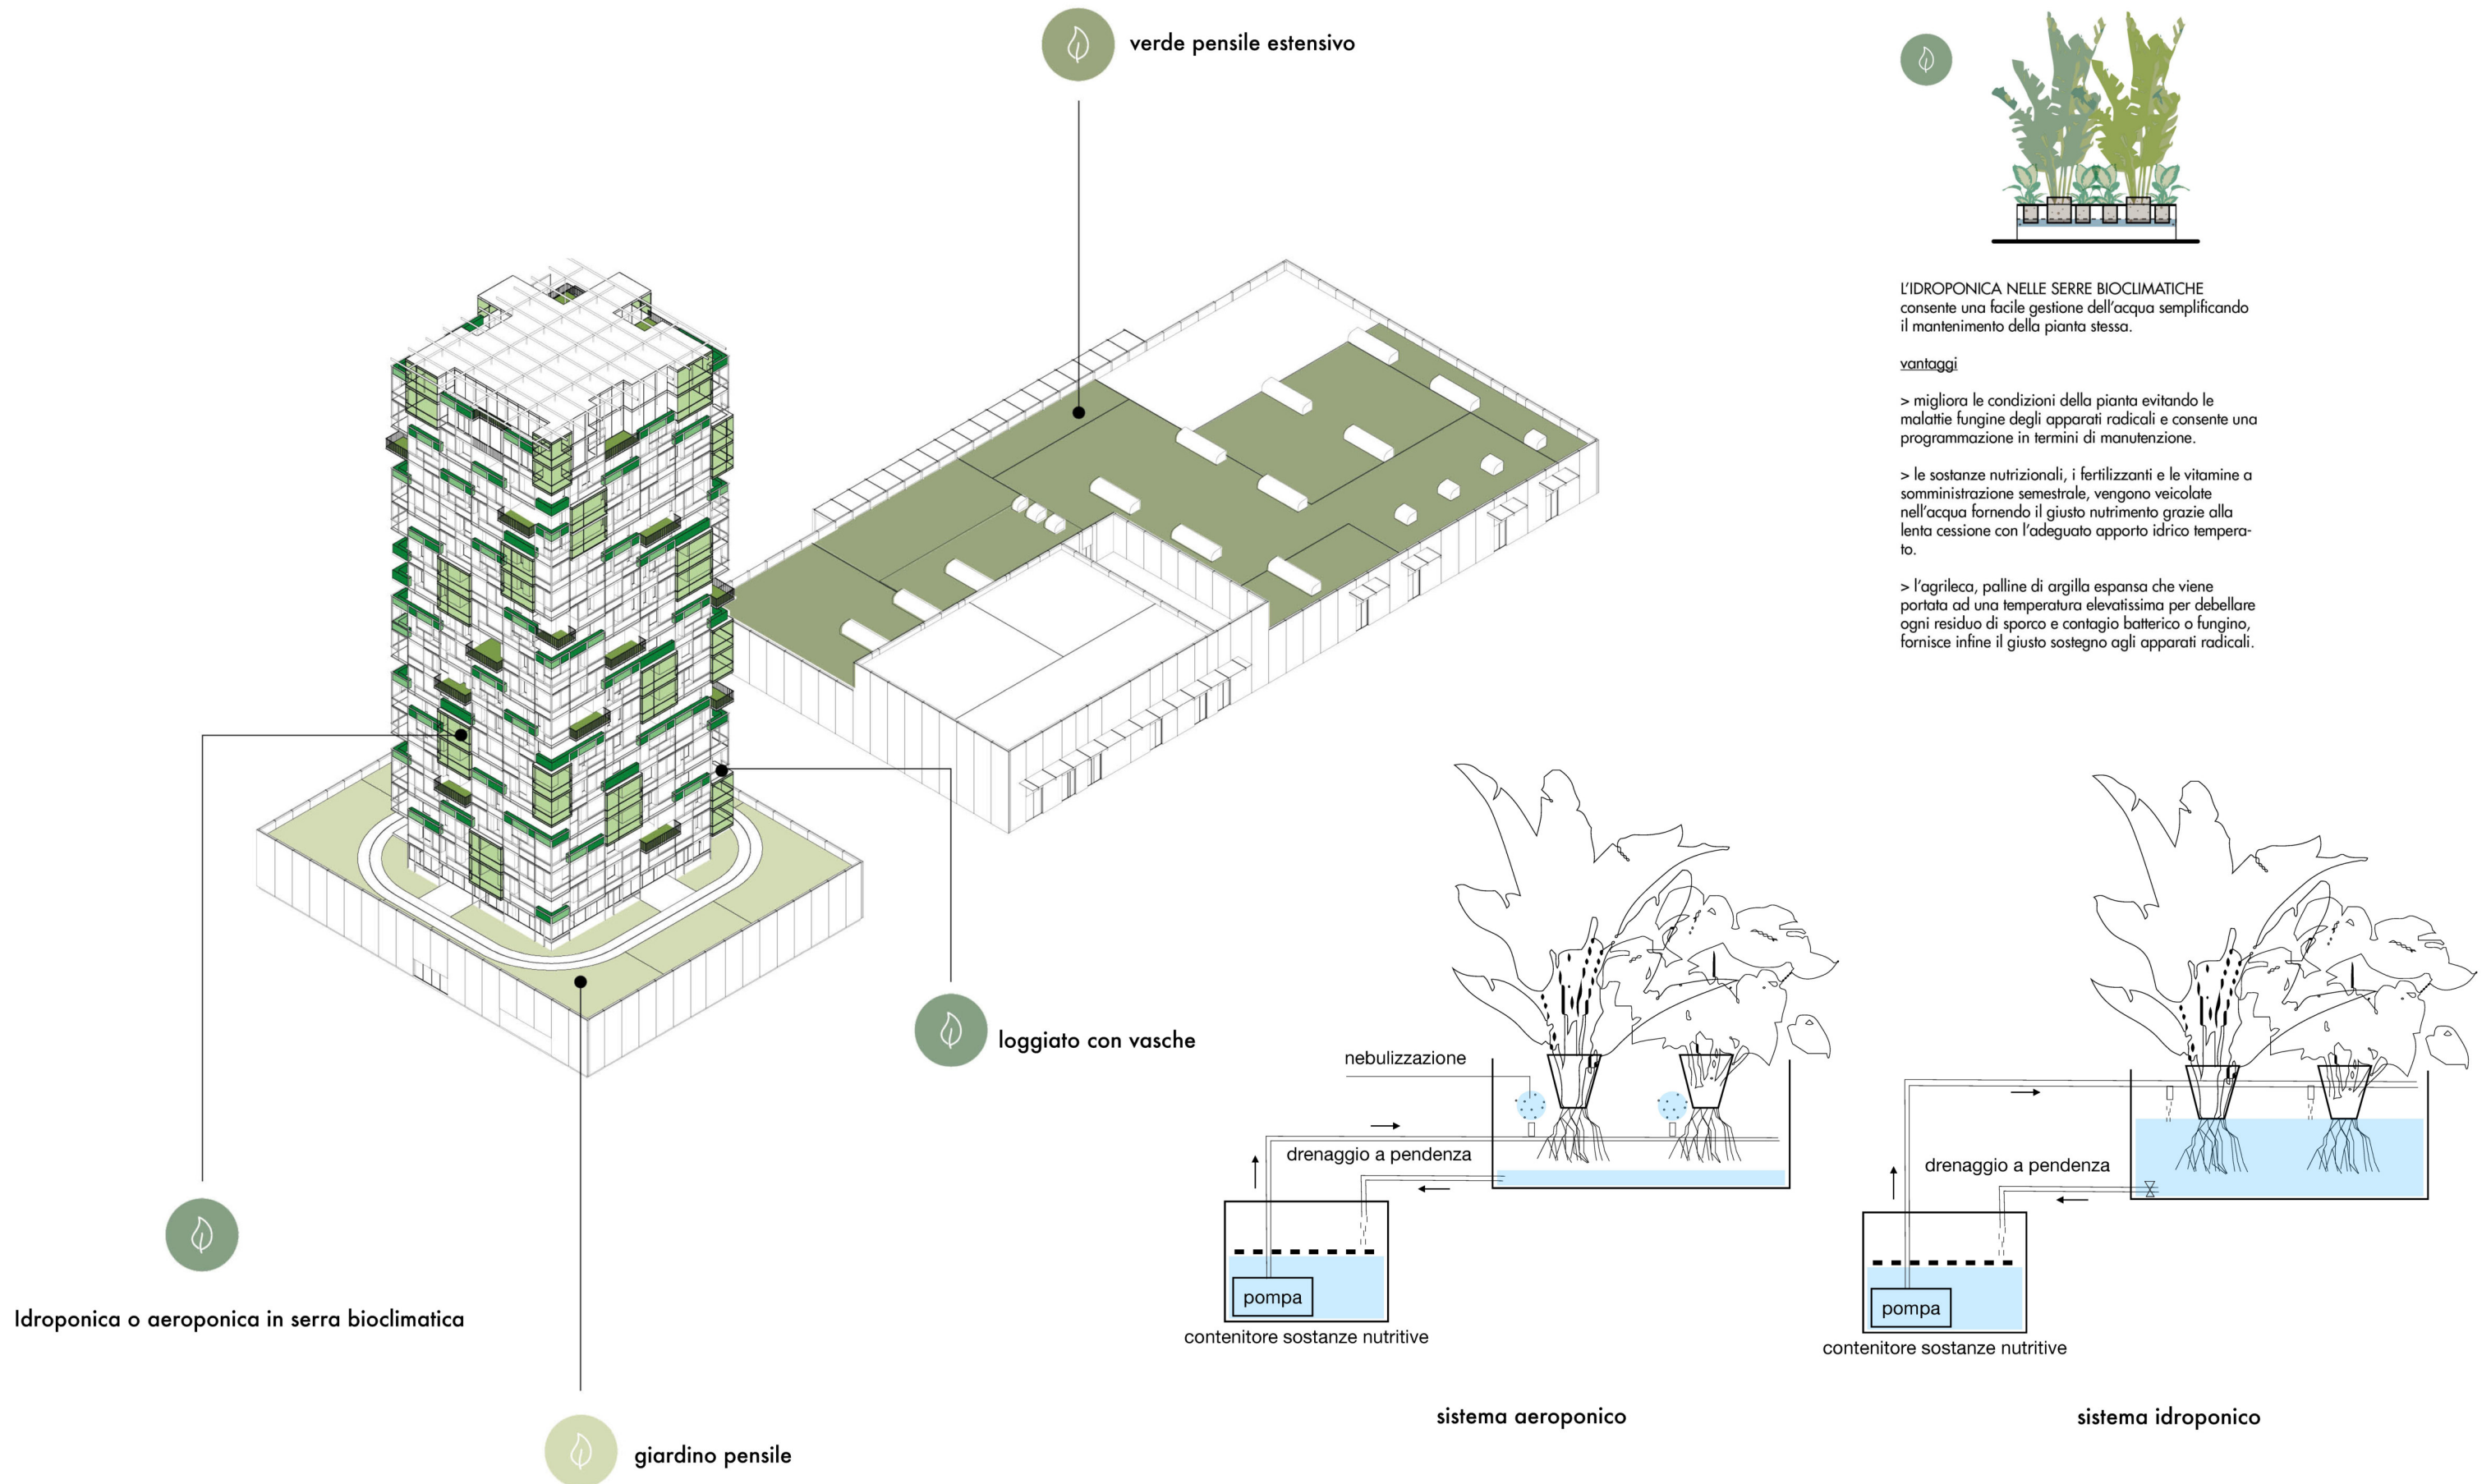 verde pensile estensivo
L'IDROPONICA NELLE SERRE BIOCLIMATICHE
consente una facile gestione dell'acqua semplificando
il mantenimento della pianta stessa.
vantaggi
> migliora le condizioni della pianta evitando le
malattie fungine degli apparati radicali e consente una
programmazione in termini di manutenzione.
> le sostanze nutrizionali, i fertilizzanti e le vitamine a
somministrazione semestrale, vengono veicolate
nell'acqua fornendo il giusto nutrimento grazie alla
lenta cessione con l'adeguato apporto idrico tempera-
to.
> l'agrileca, palline di argilla espansa che viene
portata ad una temperatura elevatissima per debellare
ogni residuo di sporco e contagio batterico o fungino,
fornisce infine il giusto sostegno agli apparati radicali.
loggiato con vasche
Idroponica o aeroponica in serra bioclimatica
giardino pensile
nebulizzazione
drenaggio a pendenza
pompa
contenitore sostanze nutritive
sistema aeroponico
drenaggio a pendenza
pompa
contenitore sostanze nutritive
sistema idroponico